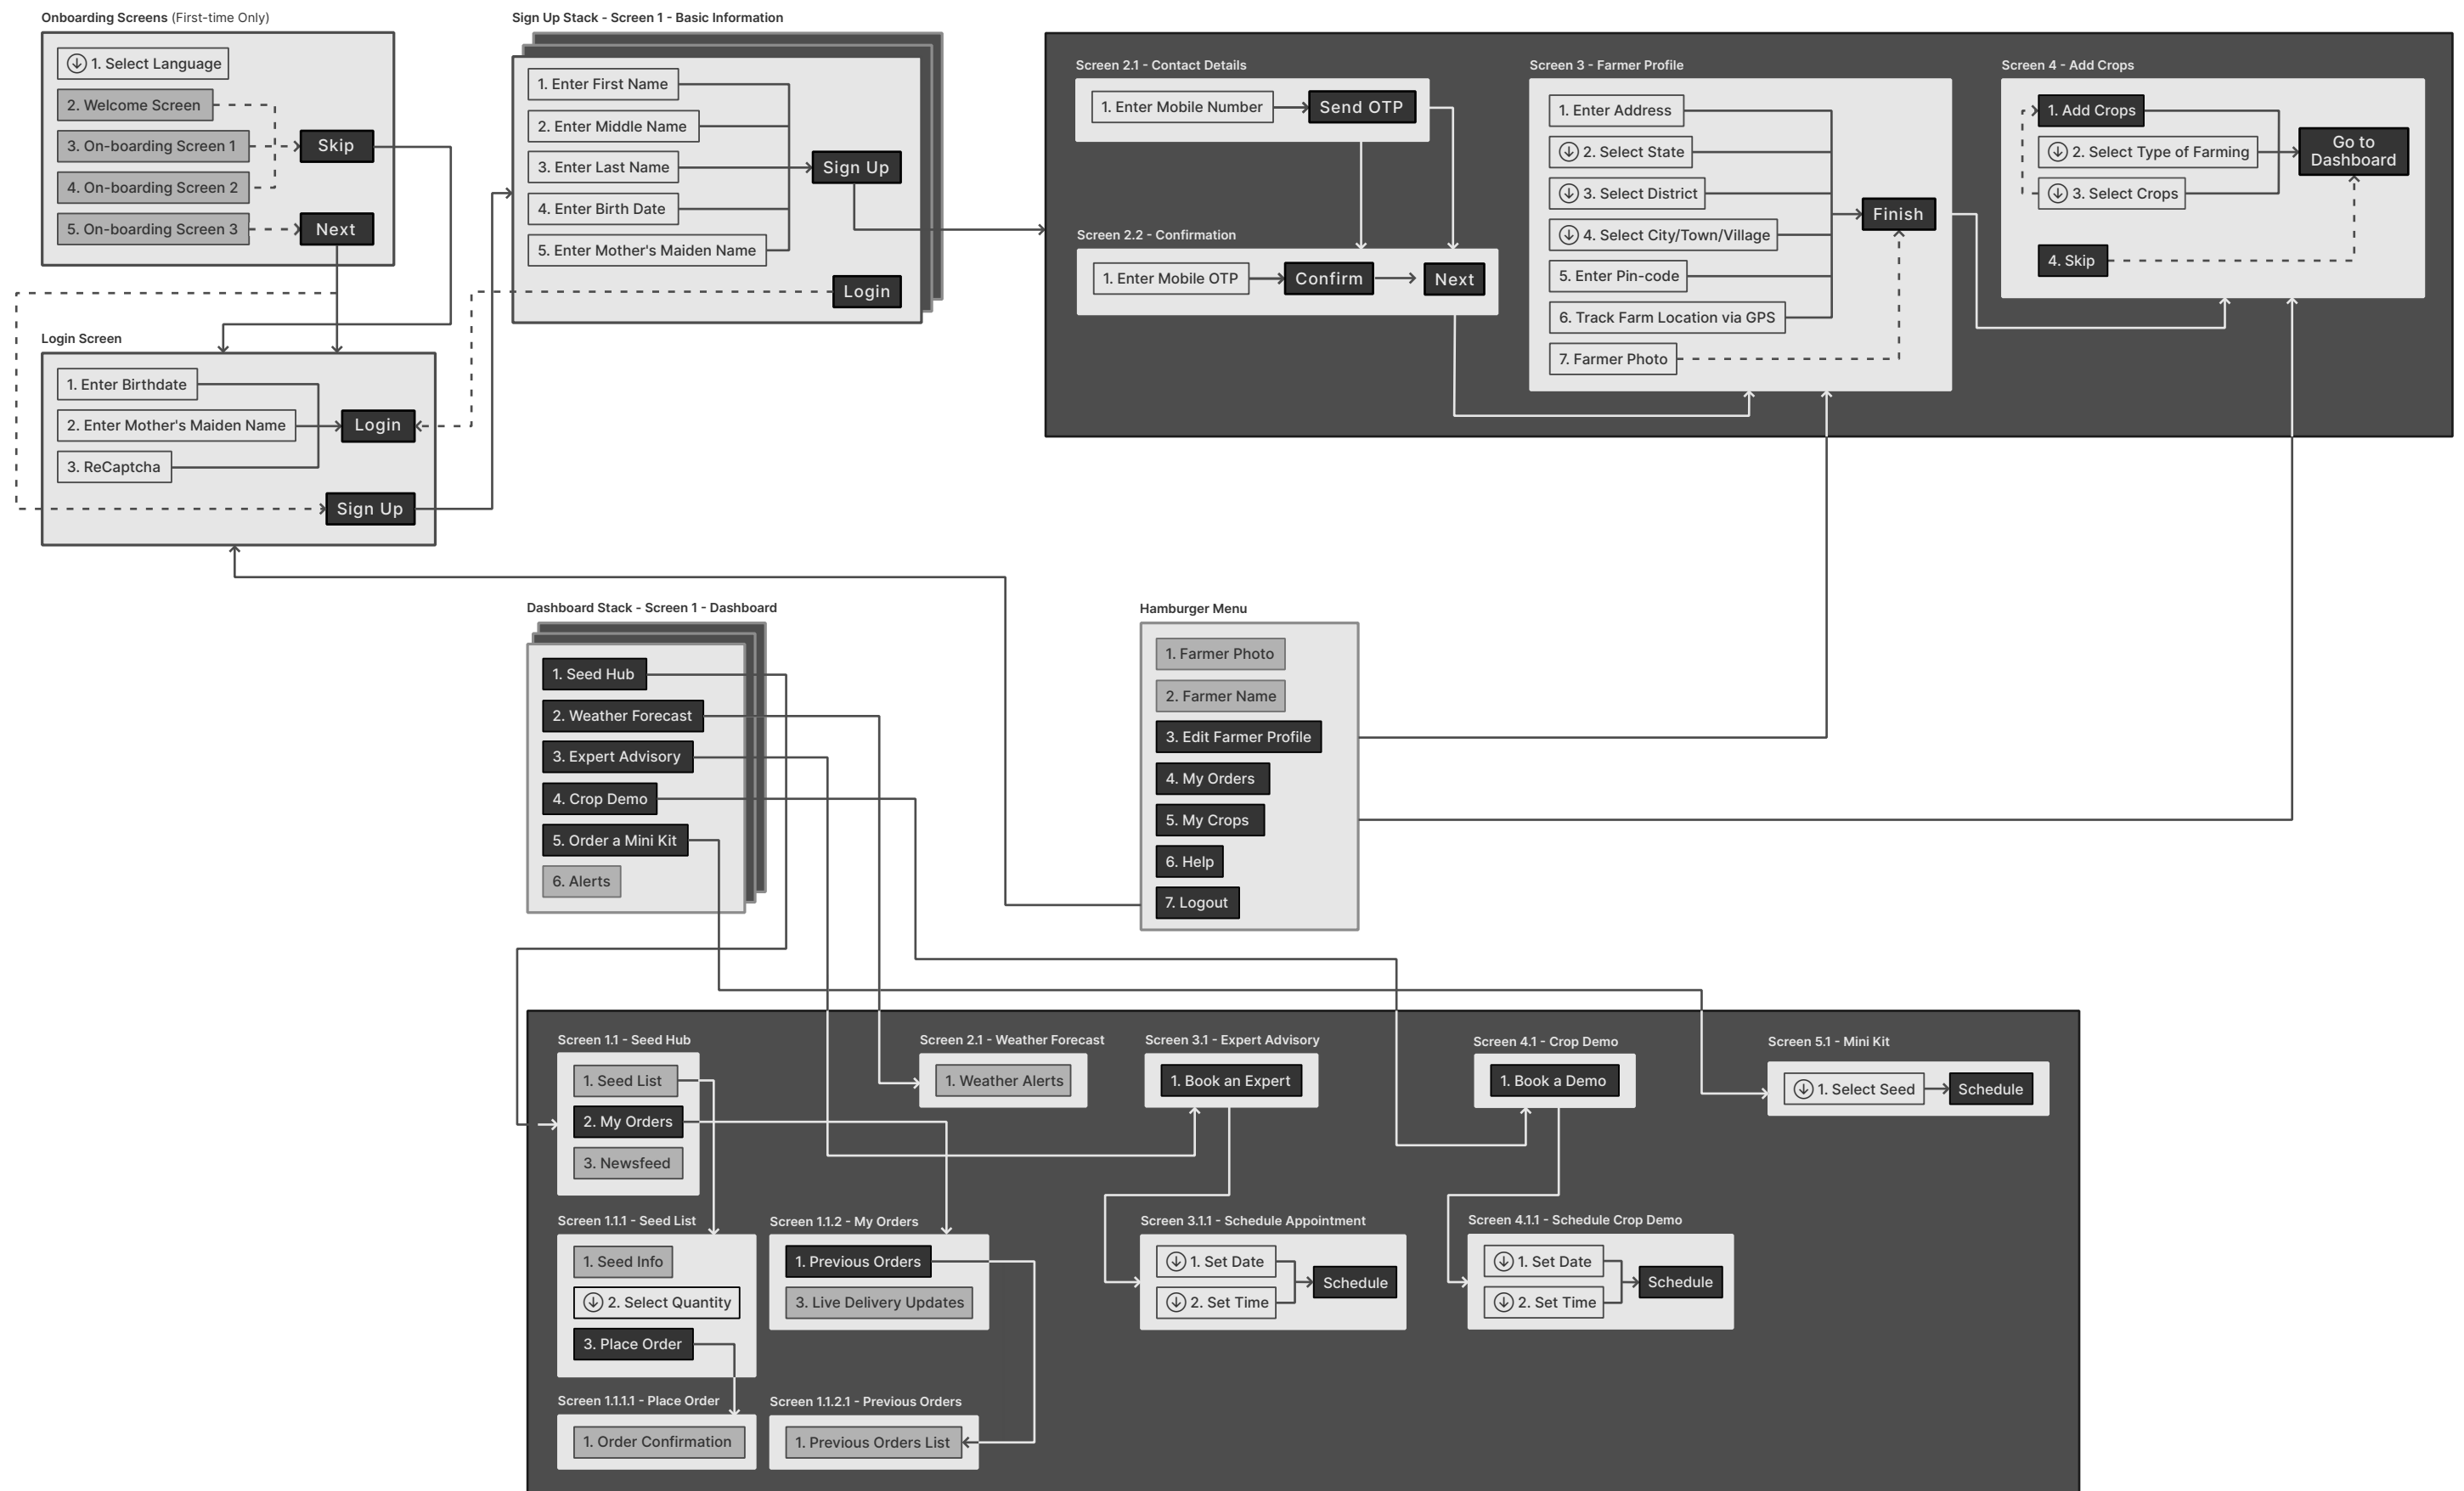 Onboarding Screens (First-time Only)
1. Select Language
2. Welcome Screen
3. On-boarding Screen 1
Skip
4. On-boarding Screen 2
5. On-boarding Screen 3
Next
Login Screen
1. Enter Birthdate
2. Enter Mother's Maiden Name
Login
3. ReCaptcha
Sign Up
Sign Up Stack - Screen 1 - Basic Information
1. Enter First Name
2. Enter Middle Name
3. Enter Last Name
Sign Up
4. Enter Birth Date
5. Enter Mother's Maiden Name
Login
Screen 2.1 - Contact Details
1. Enter Mobile Number
Send OTP
Screen 2.2 - Confirmation
1. Enter Mobile OTP
Confirm
Next
Screen 3 - Farmer Profile
1. Enter Address
2. Select State
3. Select District
Finish
4. Select City/Town/Village
5. Enter Pin-code
6. Track Farm Location via GPS
7. Farmer Photo
Screen 4 - Add Crops
1. Add Crops
2. Select Type of Farming
Go to
Dashboard
3. Select Crops
4. Skip
Dashboard Stack - Screen 1 - Dashboard
1. Seed Hub
2. Weather Forecast
3. Expert Advisory
4. Crop Demo
5. Order a Mini Kit
6. Alerts
Hamburger Menu
1. Farmer Photo
2. Farmer Name
3. Edit Farmer Profile
4. My Orders
5. My Crops
6. Help
7. Logout
Screen 1.1 - Seed Hub
1. Seed List
2. My Orders
3. Newsfeed
Screen 2.1 - Weather Forecast
1. Weather Alerts
Screen 3.1 - Expert Advisory
1. Book an Expert
Screen 4.1 - Crop Demo
1. Book a Demo
Screen 5.1 - Mini Kit
1. Select Seed
Schedule
Screen 1.1.1 - Seed List
1. Seed Info
2. Select Quantity
3. Place Order
Screen 1.1.2 - My Orders
1. Previous Orders
3. Live Delivery Updates
Screen 3.1.1 - Schedule Appointment
1. Set Date
2. Set Time
Schedule
Screen 4.1.1 - Schedule Crop Demo
1. Set Date
2. Set Time
Schedule
Screen 1.1.1.1 - Place Order
1. Order Confirmation
Screen 1.1.2.1 - Previous Orders
1. Previous Orders List